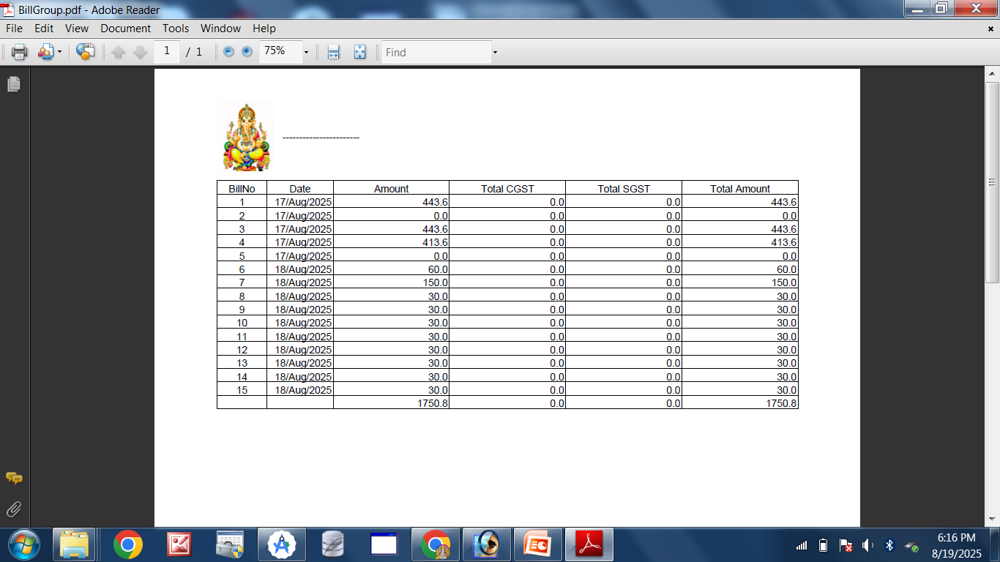 BillGroup.pdf - Adobe Reader
File Edit View Document Tools Window Help
1 / 1 75% Find
-----------------------
BillNo Date Amount Total CGST Total SGST Total Amount
1 17/Aug/2025 443.6 0.0 0.0 443.6
2 17/Aug/2025 0.0 0.0 0.0 0.0
3 17/Aug/2025 443.6 0.0 0.0 443.6
4 17/Aug/2025 413.6 0.0 0.0 413.6
5 17/Aug/2025 0.0 0.0 0.0 0.0
6 18/Aug/2025 60.0 0.0 0.0 60.0
7 18/Aug/2025 150.0 0.0 0.0 150.0
8 18/Aug/2025 30.0 0.0 0.0 30.0
9 18/Aug/2025 30.0 0.0 0.0 30.0
10 18/Aug/2025 30.0 0.0 0.0 30.0
11 18/Aug/2025 30.0 0.0 0.0 30.0
12 18/Aug/2025 30.0 0.0 0.0 30.0
13 18/Aug/2025 30.0 0.0 0.0 30.0
14 18/Aug/2025 30.0 0.0 0.0 30.0
15 18/Aug/2025 30.0 0.0 0.0 30.0
1750.8 0.0 0.0 1750.8
6:16 PM
8/19/2025